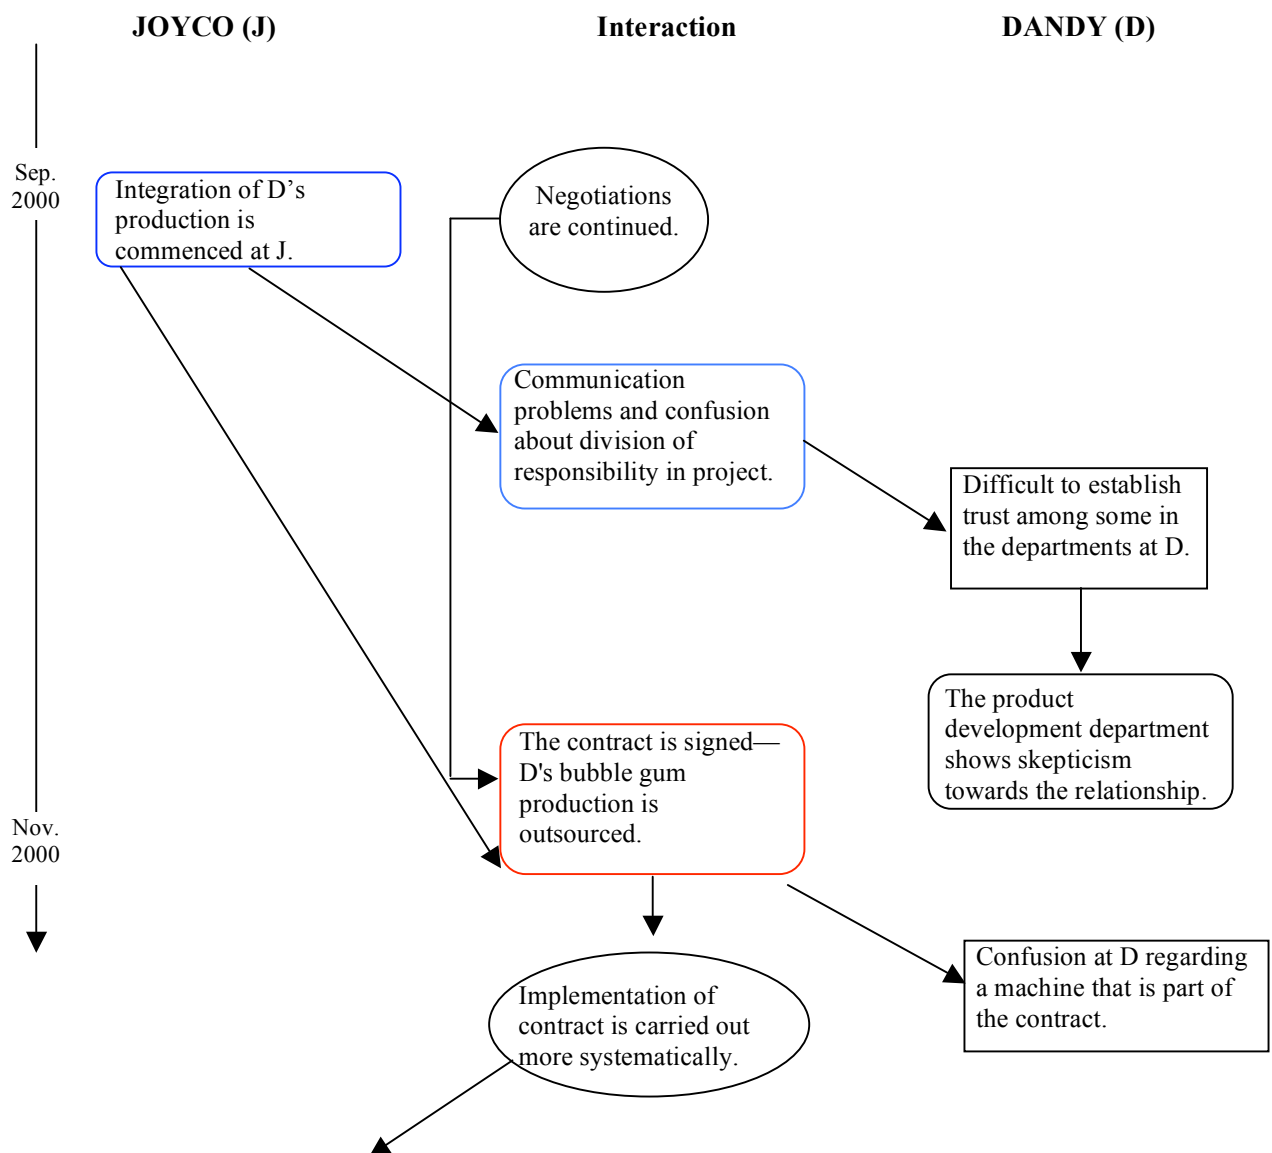 JOYCO (J)
Interaction
DANDY (D)
Sep.
2000
Integration of D’s
production is
commenced at J.
Negotiations
are continued.
Communication
problems and confusion
about division of
responsibility in project.
Difficult to establish
trust among some in
the departments at D.
The product
development department
shows skepticism
towards the relationship.
The contract is signed—
D's bubble gum
production is
outsourced.
Nov.
2000
Confusion at D regarding
a machine that is part of
the contract.
Implementation of
contract is carried out
more systematically.